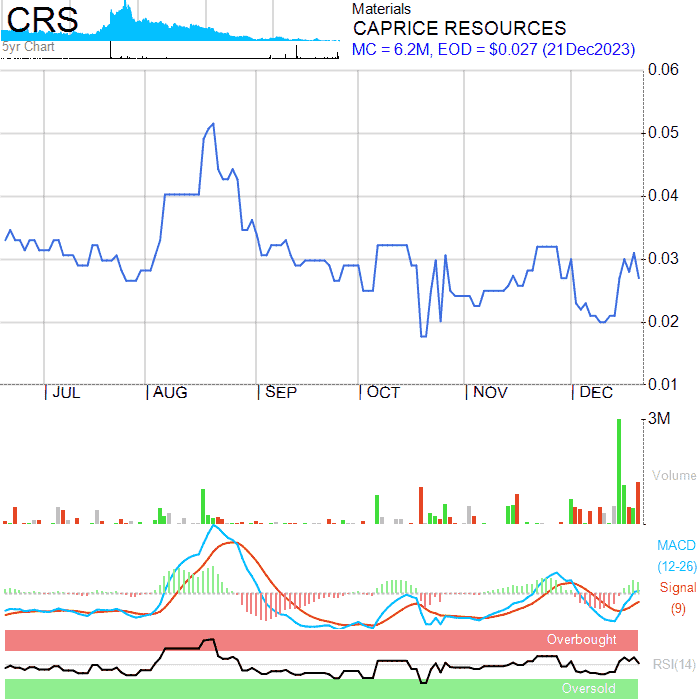 CRS
5yr Chart
Materials
CAPRICE RESOURCES
MC = 6.2M, EOD = $0.027 (21Dec2023)
0.06
0.05
0.04
0.03
0.02
0.01
JUL AUG SEP OCT NOV DEC
3M
Volume
MACD
(12-26)
Signal
(9)
Overbought
RSI(14)
Oversold